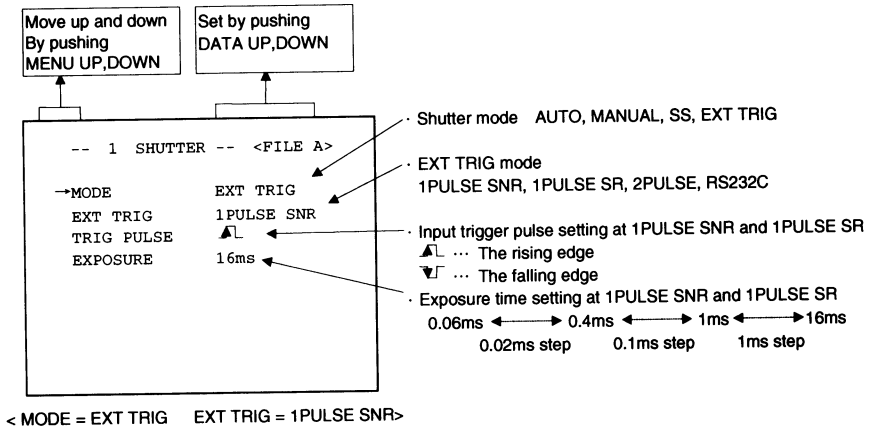 Move up and down
By pushing
MENU UP,DOWN
Set by pushing
DATA UP,DOWN
-- 1 SHUTTER -- <FILE A>
→MODE EXT TRIG
EXT TRIG 1PULSE SNR
TRIG PULSE
EXPOSURE 16ms
· Shutter mode AUTO, MANUAL, SS, EXT TRIG
· EXT TRIG mode
1PULSE SNR, 1PULSE SR, 2PULSE, RS232C
· Input trigger pulse setting at 1PULSE SNR and 1PULSE SR
··· The rising edge
··· The falling edge
· Exposure time setting at 1PULSE SNR and 1PULSE SR
0.06ms 0.4ms 1ms 16ms
0.02ms step 0.1ms step 1ms step
< MODE = EXT TRIG EXT TRIG = 1PULSE SNR>